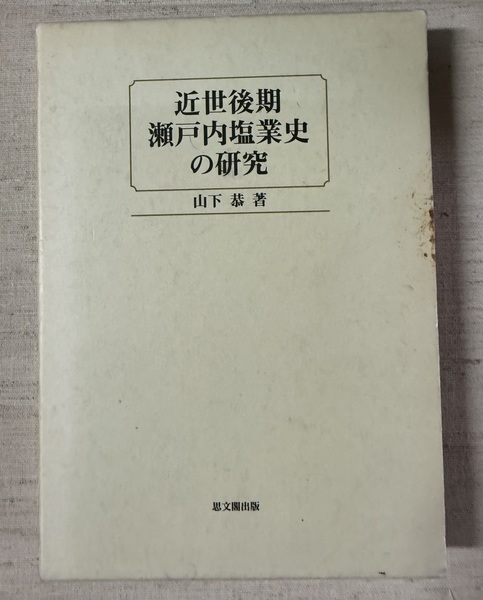 近世後期
瀬戸内塩業史
の研究
山下 恭 著
思文閣出版